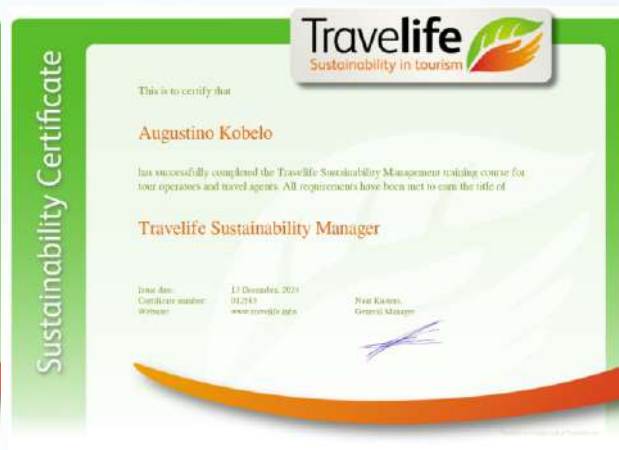 Travelife
Sustainability in tourism
Sustainability Certificate
This is to certify that
Augustino Kobelo
has successfully completed the Travelife Sustainability Management training course for
tour operators and travel agents. All requirements have been met to earn the title of
Travelife Sustainability Manager
Issue date: 13 December,
Certificate number:
Website: www.travelife.info
General Manager